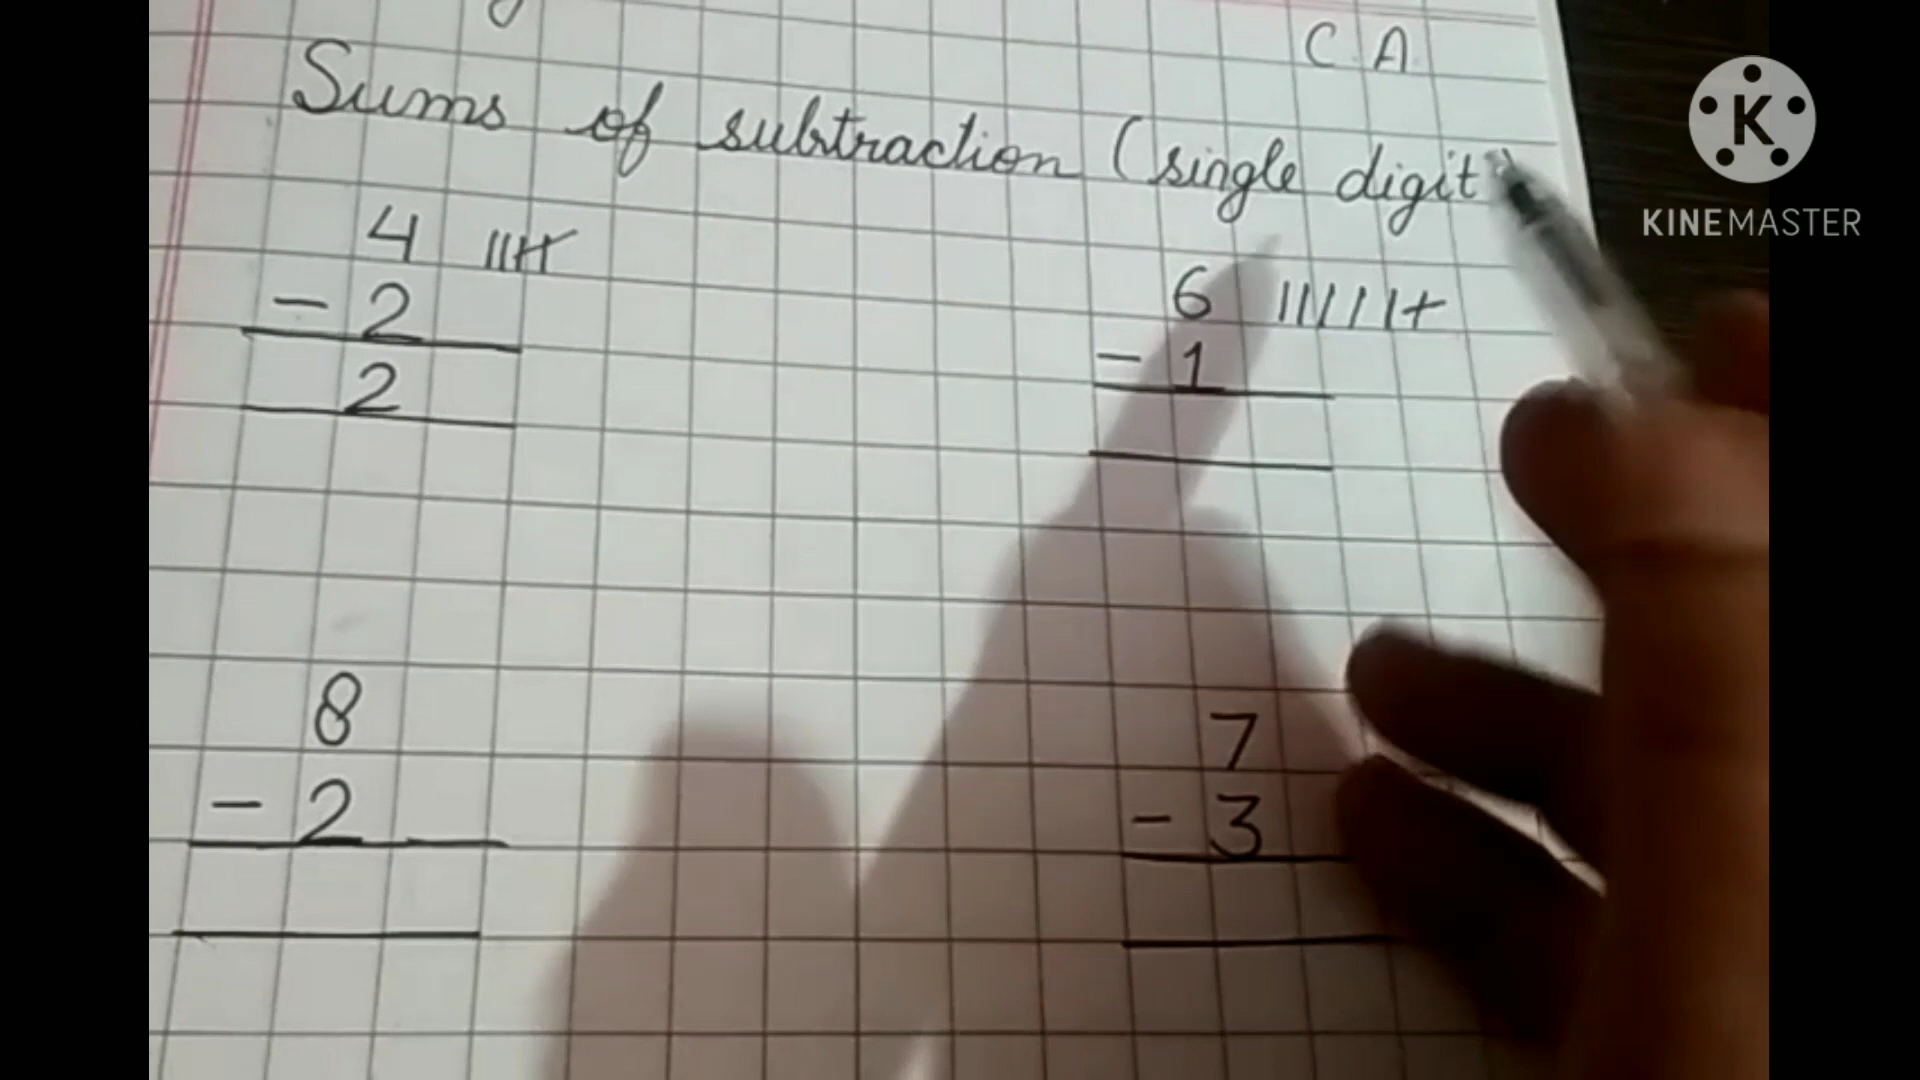 C.A.
Sums of subtraction (single digit)
4
- 2
2
6
- 1
8
- 2
7
- 3
K
KINEMASTER